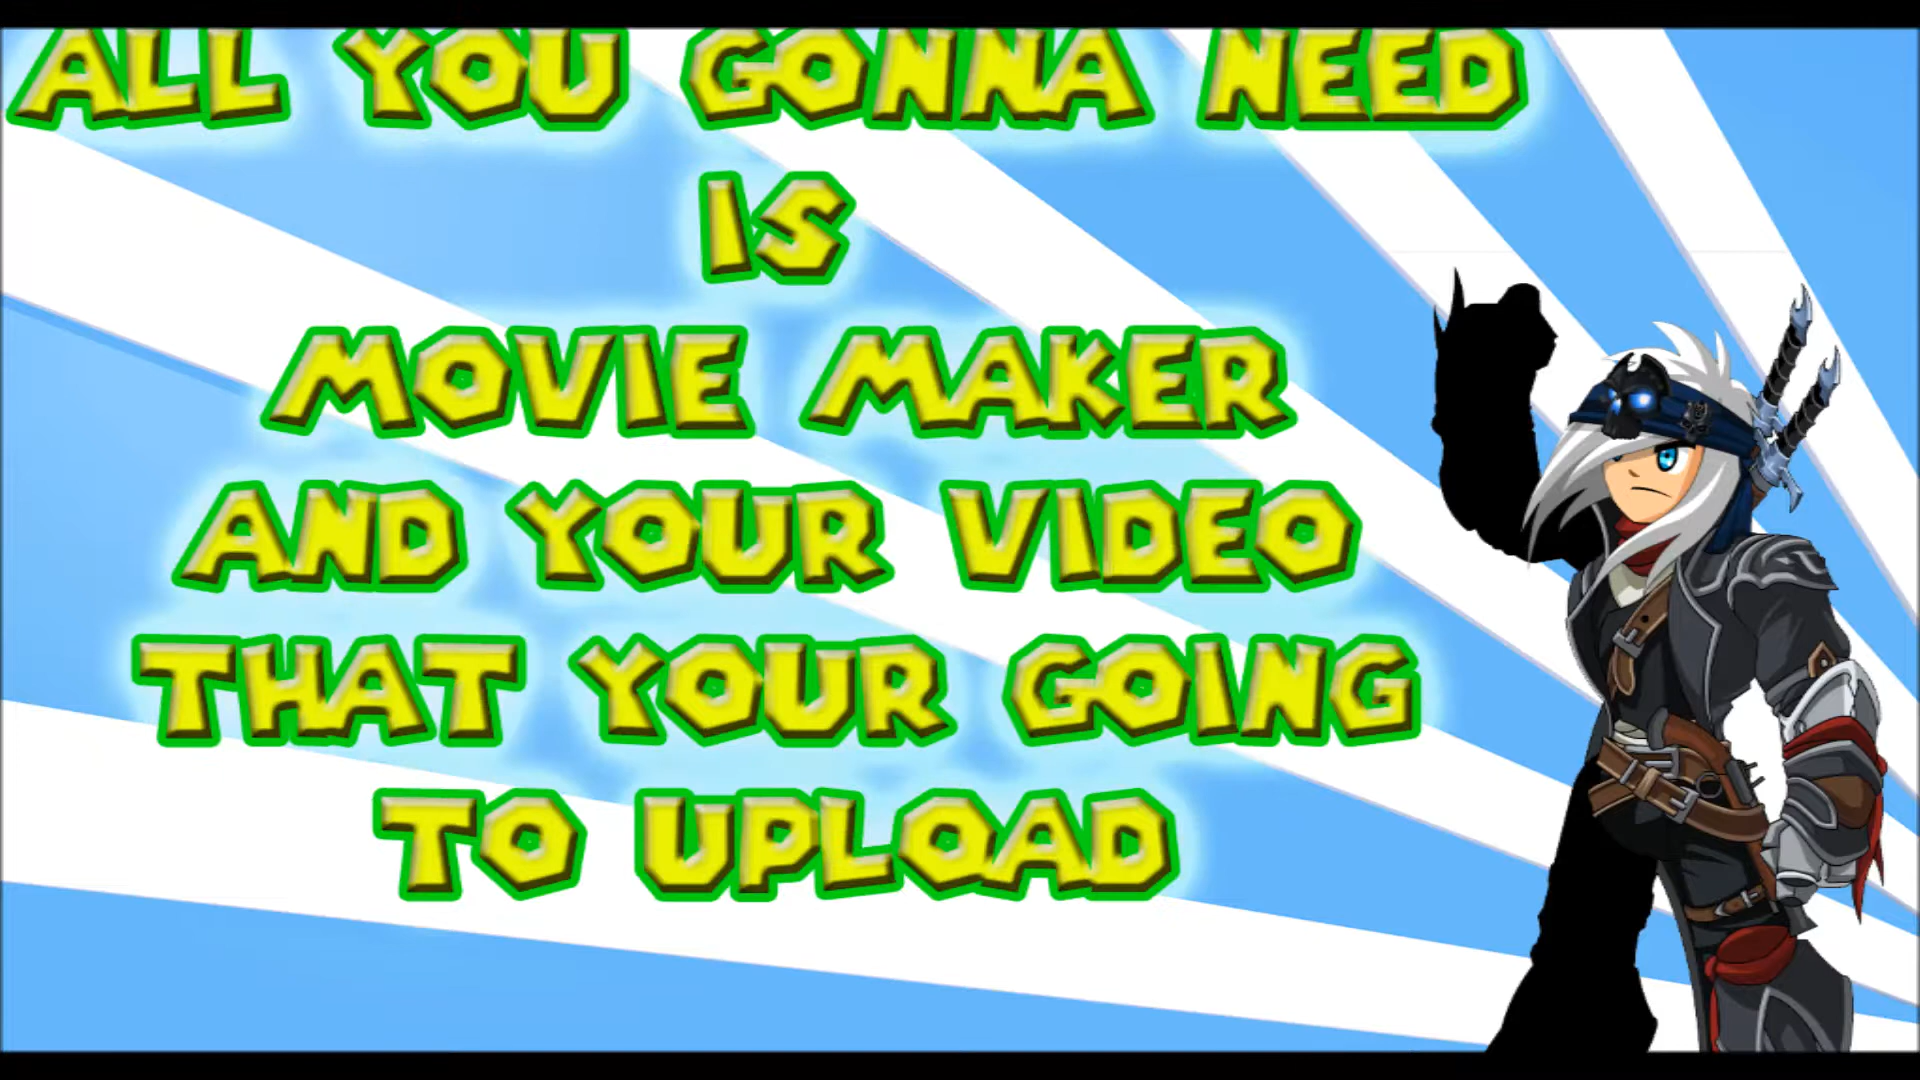 ALL YOU GONNA NEED
IS
MOVIE MAKER
AND YOUR VIDEO
THAT YOUR GOING
TO UPLOAD